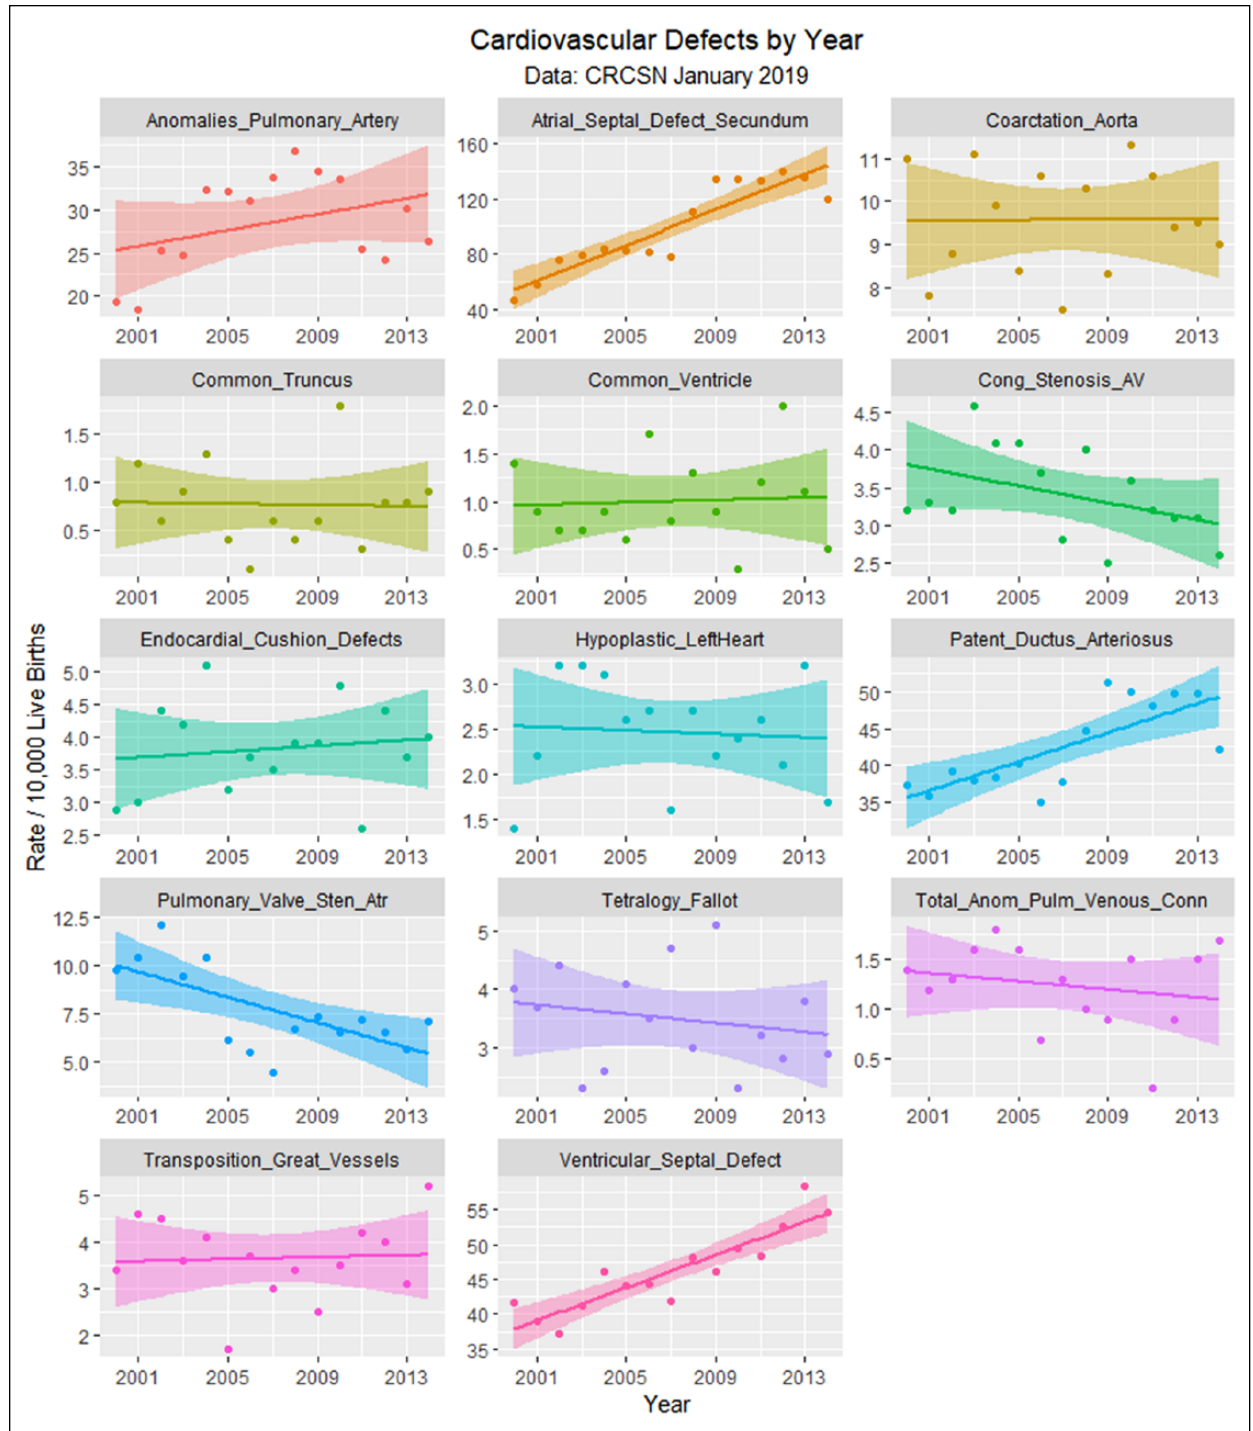 Cardiovascular Defects by Year
Data: CRCSN January 2019
Anomalies_Pulmonary_Artery
35
30
25
20
2001 2005 2009 2013
Atrial_Septal_Defect_Secundum
160
120
80
40
2001 2005 2009 2013
Coarctation_Aorta
11
10
9
8
2001 2005 2009 2013
Common_Truncus
1.5
1.0
0.5
2001 2005 2009 2013
Common_Ventricle
2.0
1.5
1.0
0.5
2001 2005 2009 2013
Cong_Stenosis_AV
4.5
4.0
3.5
3.0
2.5
2001 2005 2009 2013
Rate / 10,000 Live Births
Endocardial_Cushion_Defects
5.0
4.5
4.0
3.5
3.0
2.5
2001 2005 2009 2013
Hypoplastic_LeftHeart
3.0
2.5
2.0
1.5
2001 2005 2009 2013
Patent_Ductus_Arteriosus
50
45
40
35
2001 2005 2009 2013
Pulmonary_Valve_Sten_Atr
12.5
10.0
7.5
5.0
2001 2005 2009 2013
Tetralogy_Fallot
5
4
3
2001 2005 2009 2013
Total_Anom_Pulm_Venous_Conn
1.5
1.0
0.5
2001 2005 2009 2013
Transposition_Great_Vessels
5
4
3
2
2001 2005 2009 2013
Ventricular_Septal_Defect
55
50
45
40
35
2001 2005 2009 2013
Year